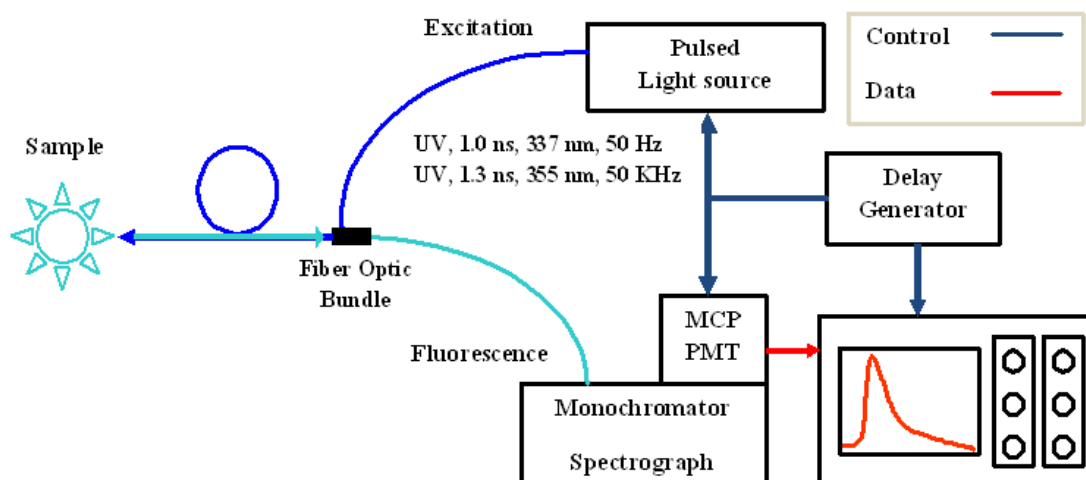 Excitation
Pulsed
Light source
Control
Data
UV, 1.0 ns, 337 nm, 50 Hz
UV, 1.3 ns, 355 nm, 50 KHz
Sample
Delay
Generator
Fiber Optic
Bundle
MCP
PMT
Fluorescence
Monochromator
Spectrograph